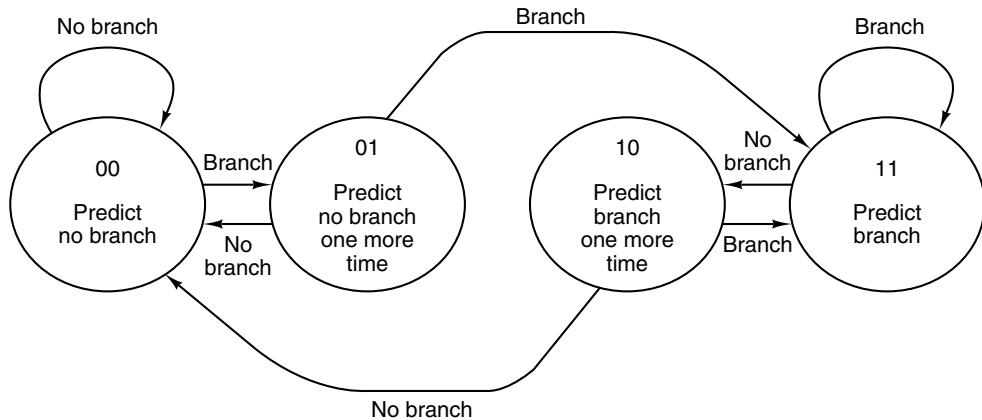 No branch
Branch
Branch
00
Predict
no branch
Branch
No
branch
01
Predict
no branch
one more
time
10
Predict
branch
one more
time
No
branch
Branch
11
Predict
branch
No branch